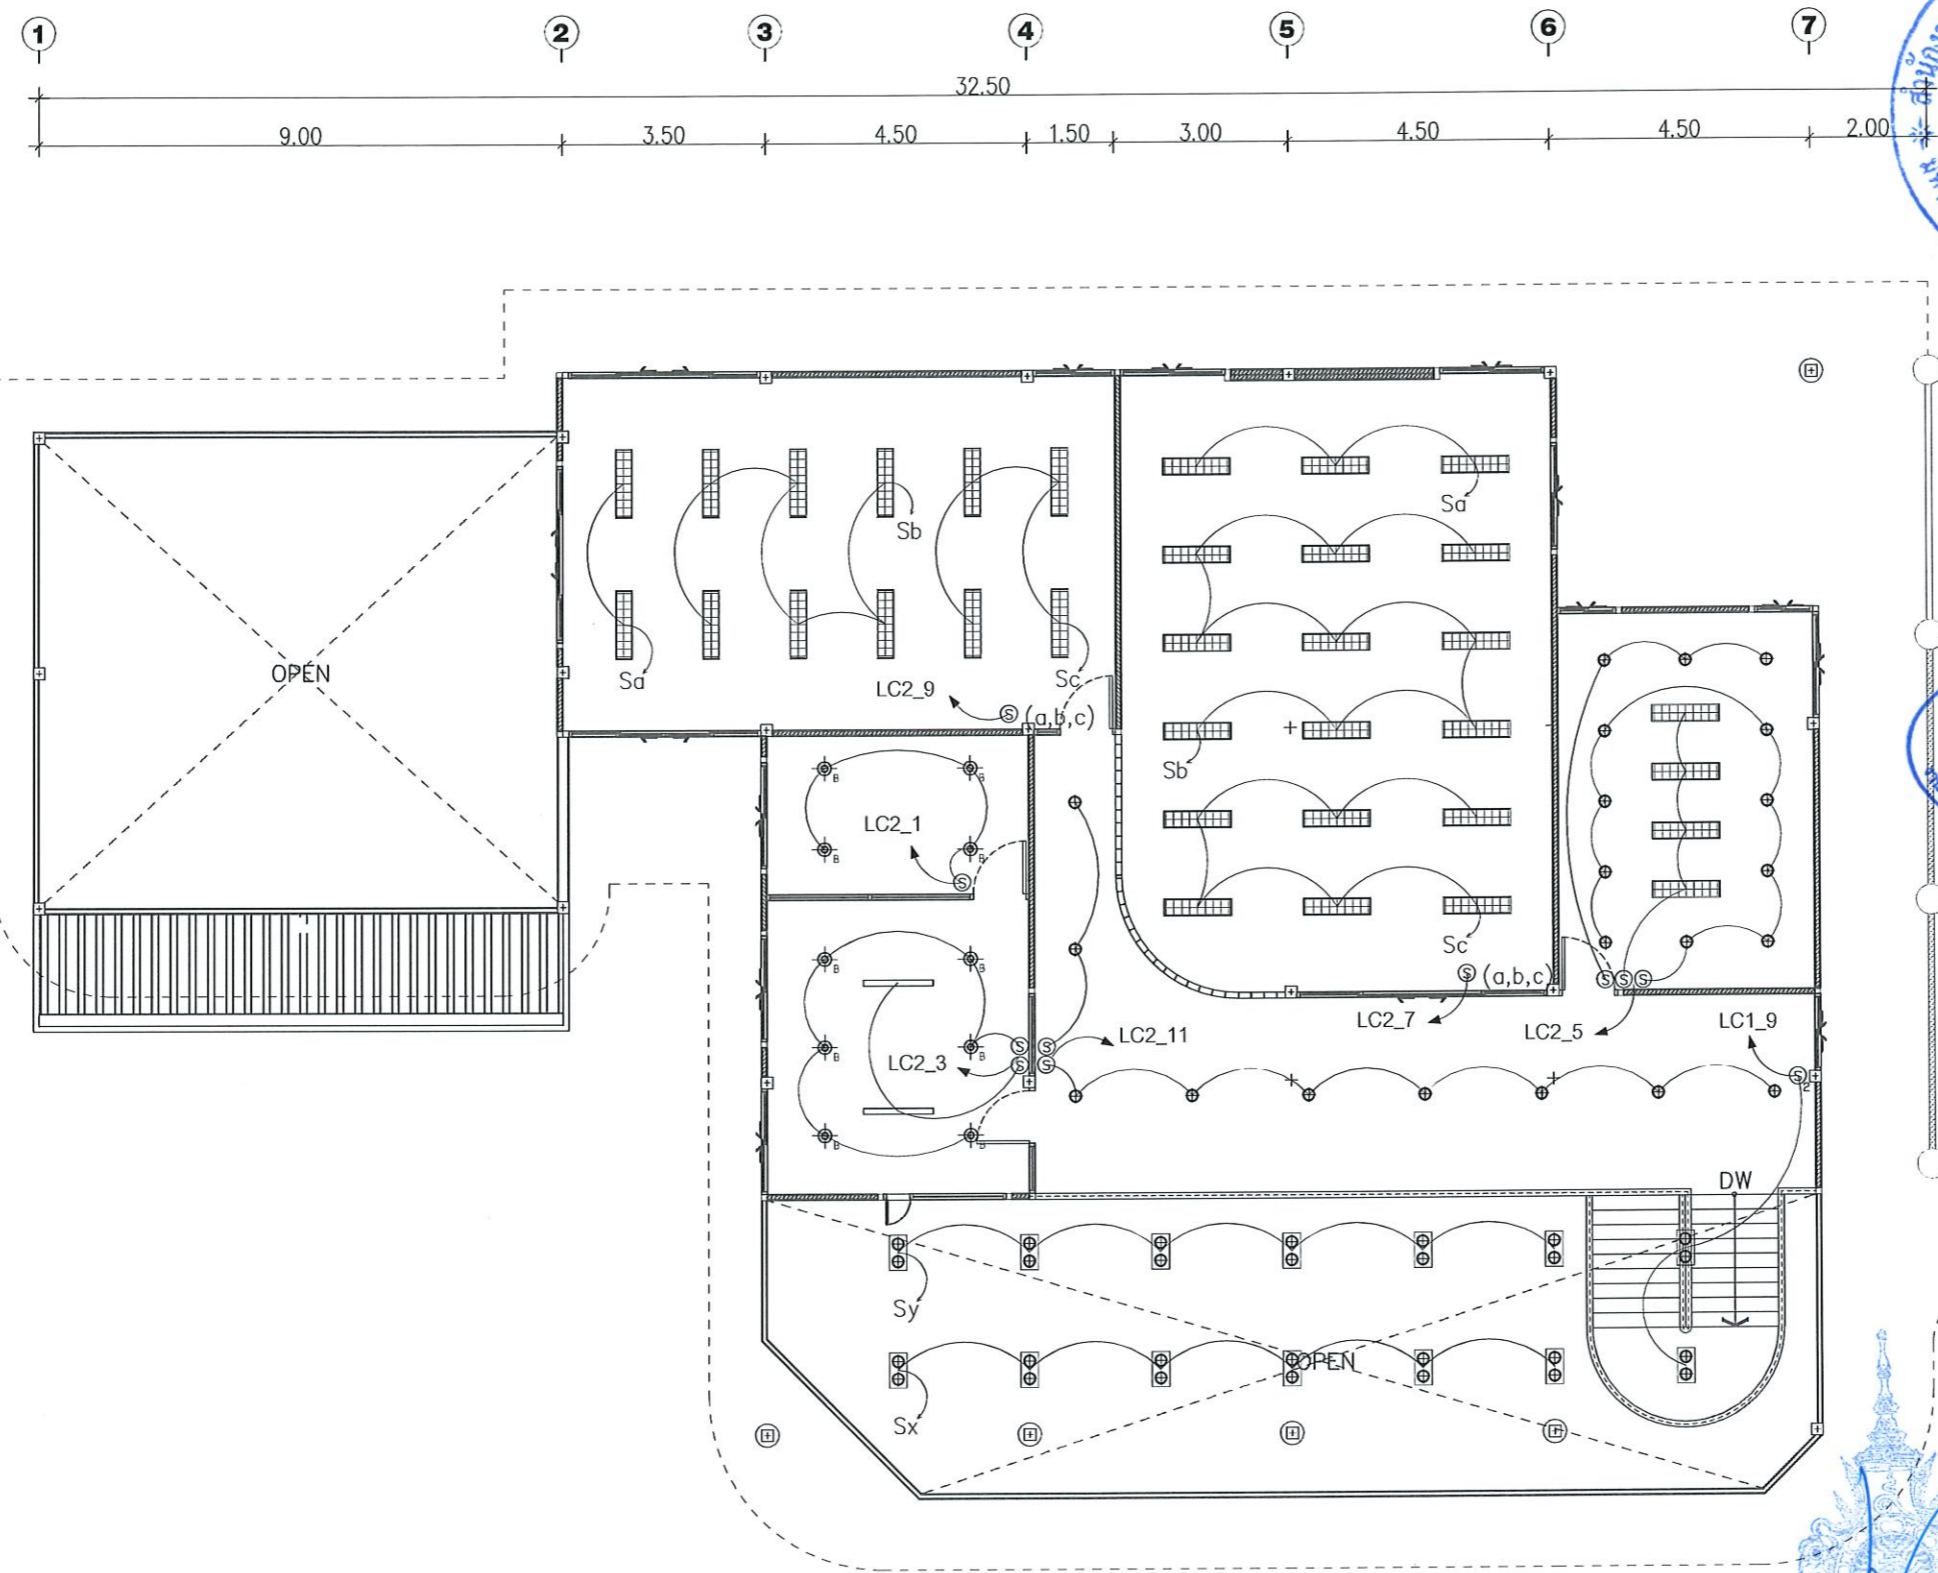 1 2 3 4 5 6 7
32.50
9.00 3.50 4.50 1.50 3.00 4.50 4.50 2.00
Sa
Sb
OPEN
Sa
Sc
LC2_9
S (a,b,c)
Sb
B B
LC2_1
B B
S
Sc
B B
S (a,b,c)
S S S
LC2_7
LC2_5
LC1_9
LC2_11
S S
B B
LC2_3
S S
S2
B B
DW
Sy
OPEN
Sx